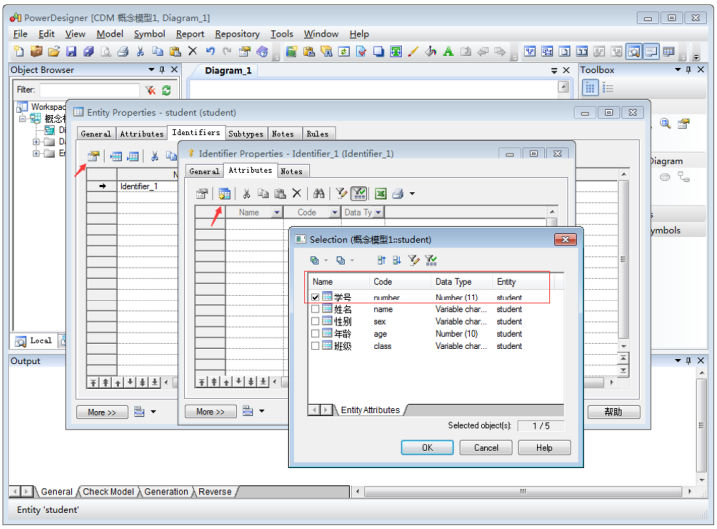 PowerDesigner [CDM 概念模型1, Diagram_1]
File Edit View Model Symbol Report Repository Tools Window Help
Object Browser
Diagram_1
Toolbox
Filter:
Workspac
概念
Di
Da
Er
Diagram
s
ymbols
Local
Entity Properties - student (student)
General Attributes Identifiers Subtypes Notes Rules
N
Identifier_1
More >>
帮助
Identifier Properties - Identifier_1 (Identifier_1)
General Attributes Notes
Name Code Data Ty
More >>
Selection (概念模型1::student)
Name Code Data Type Entity
学号 number Number (11) student
姓名 name Variable char... student
性别 sex Variable char... student
年龄 age Number (10) student
班级 class Variable char... student
Entity Attributes
Selected object(s): 1 / 5
OK Cancel Help
Output
General Check Model Generation Reverse
Entity 'student'